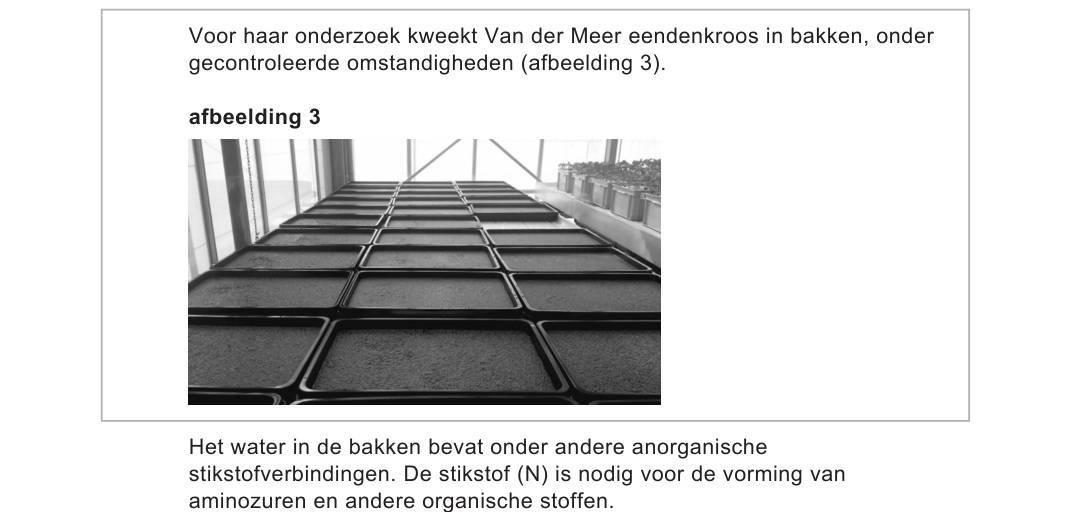 Voor haar onderzoek kweekt Van der Meer eendenkroos in bakken, onder
gecontroleerde omstandigheden (afbeelding 3).
afbeelding 3
Het water in de bakken bevat onder andere anorganische
stikstofverbindingen. De stikstof (N) is nodig voor de vorming van
aminozuren en andere organische stoffen.